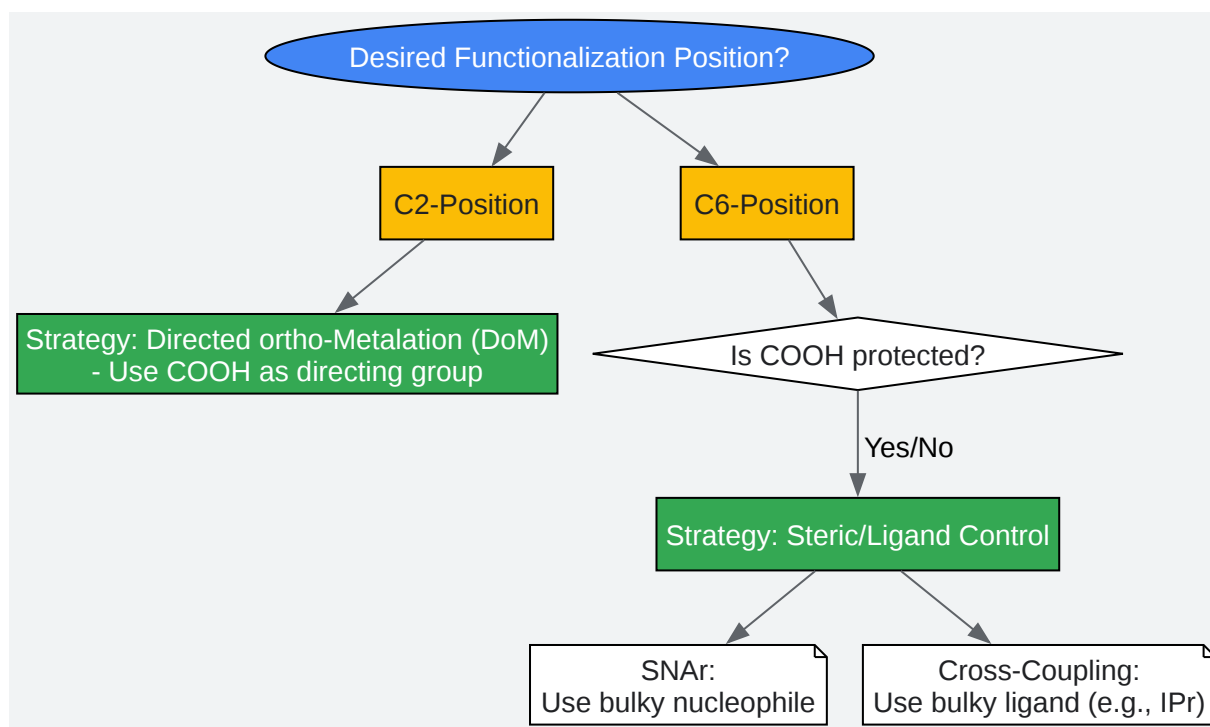 Desired Functionalization Position?
C2-Position
C6-Position
Strategy: Directed ortho-Metalation (DoM)
- Use COOH as directing group
Is COOH protected?
Yes/No
Strategy: Steric/Ligand Control
SNAr:
Use bulky nucleophile
Cross-Coupling:
Use bulky ligand (e.g., IPr)